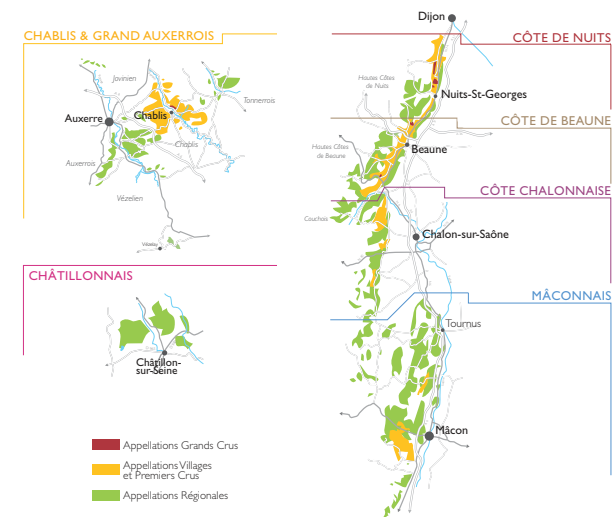 CHABLIS & GRAND AUXERROIS
Jovinien
Tonnerrois
Auxerre
Chablis
Chablis
Auxerrois
Vézelien
Vézelay
CHÂTILLONNAIS
Châtillon-
sur-Seine
Dijon
CÔTE DE NUITS
Hautes Côtes
de Nuits
Nuits-St-Georges
CÔTE DE BEAUNE
Hautes Côtes
de Beaune
Beaune
CÔTE CHALONNAISE
Couchois
Chalon-sur-Saône
MÂCONNAIS
Tournus
Mâcon
Appellations Grands Crus
Appellations Villages
et Premiers Crus
Appellations Régionales